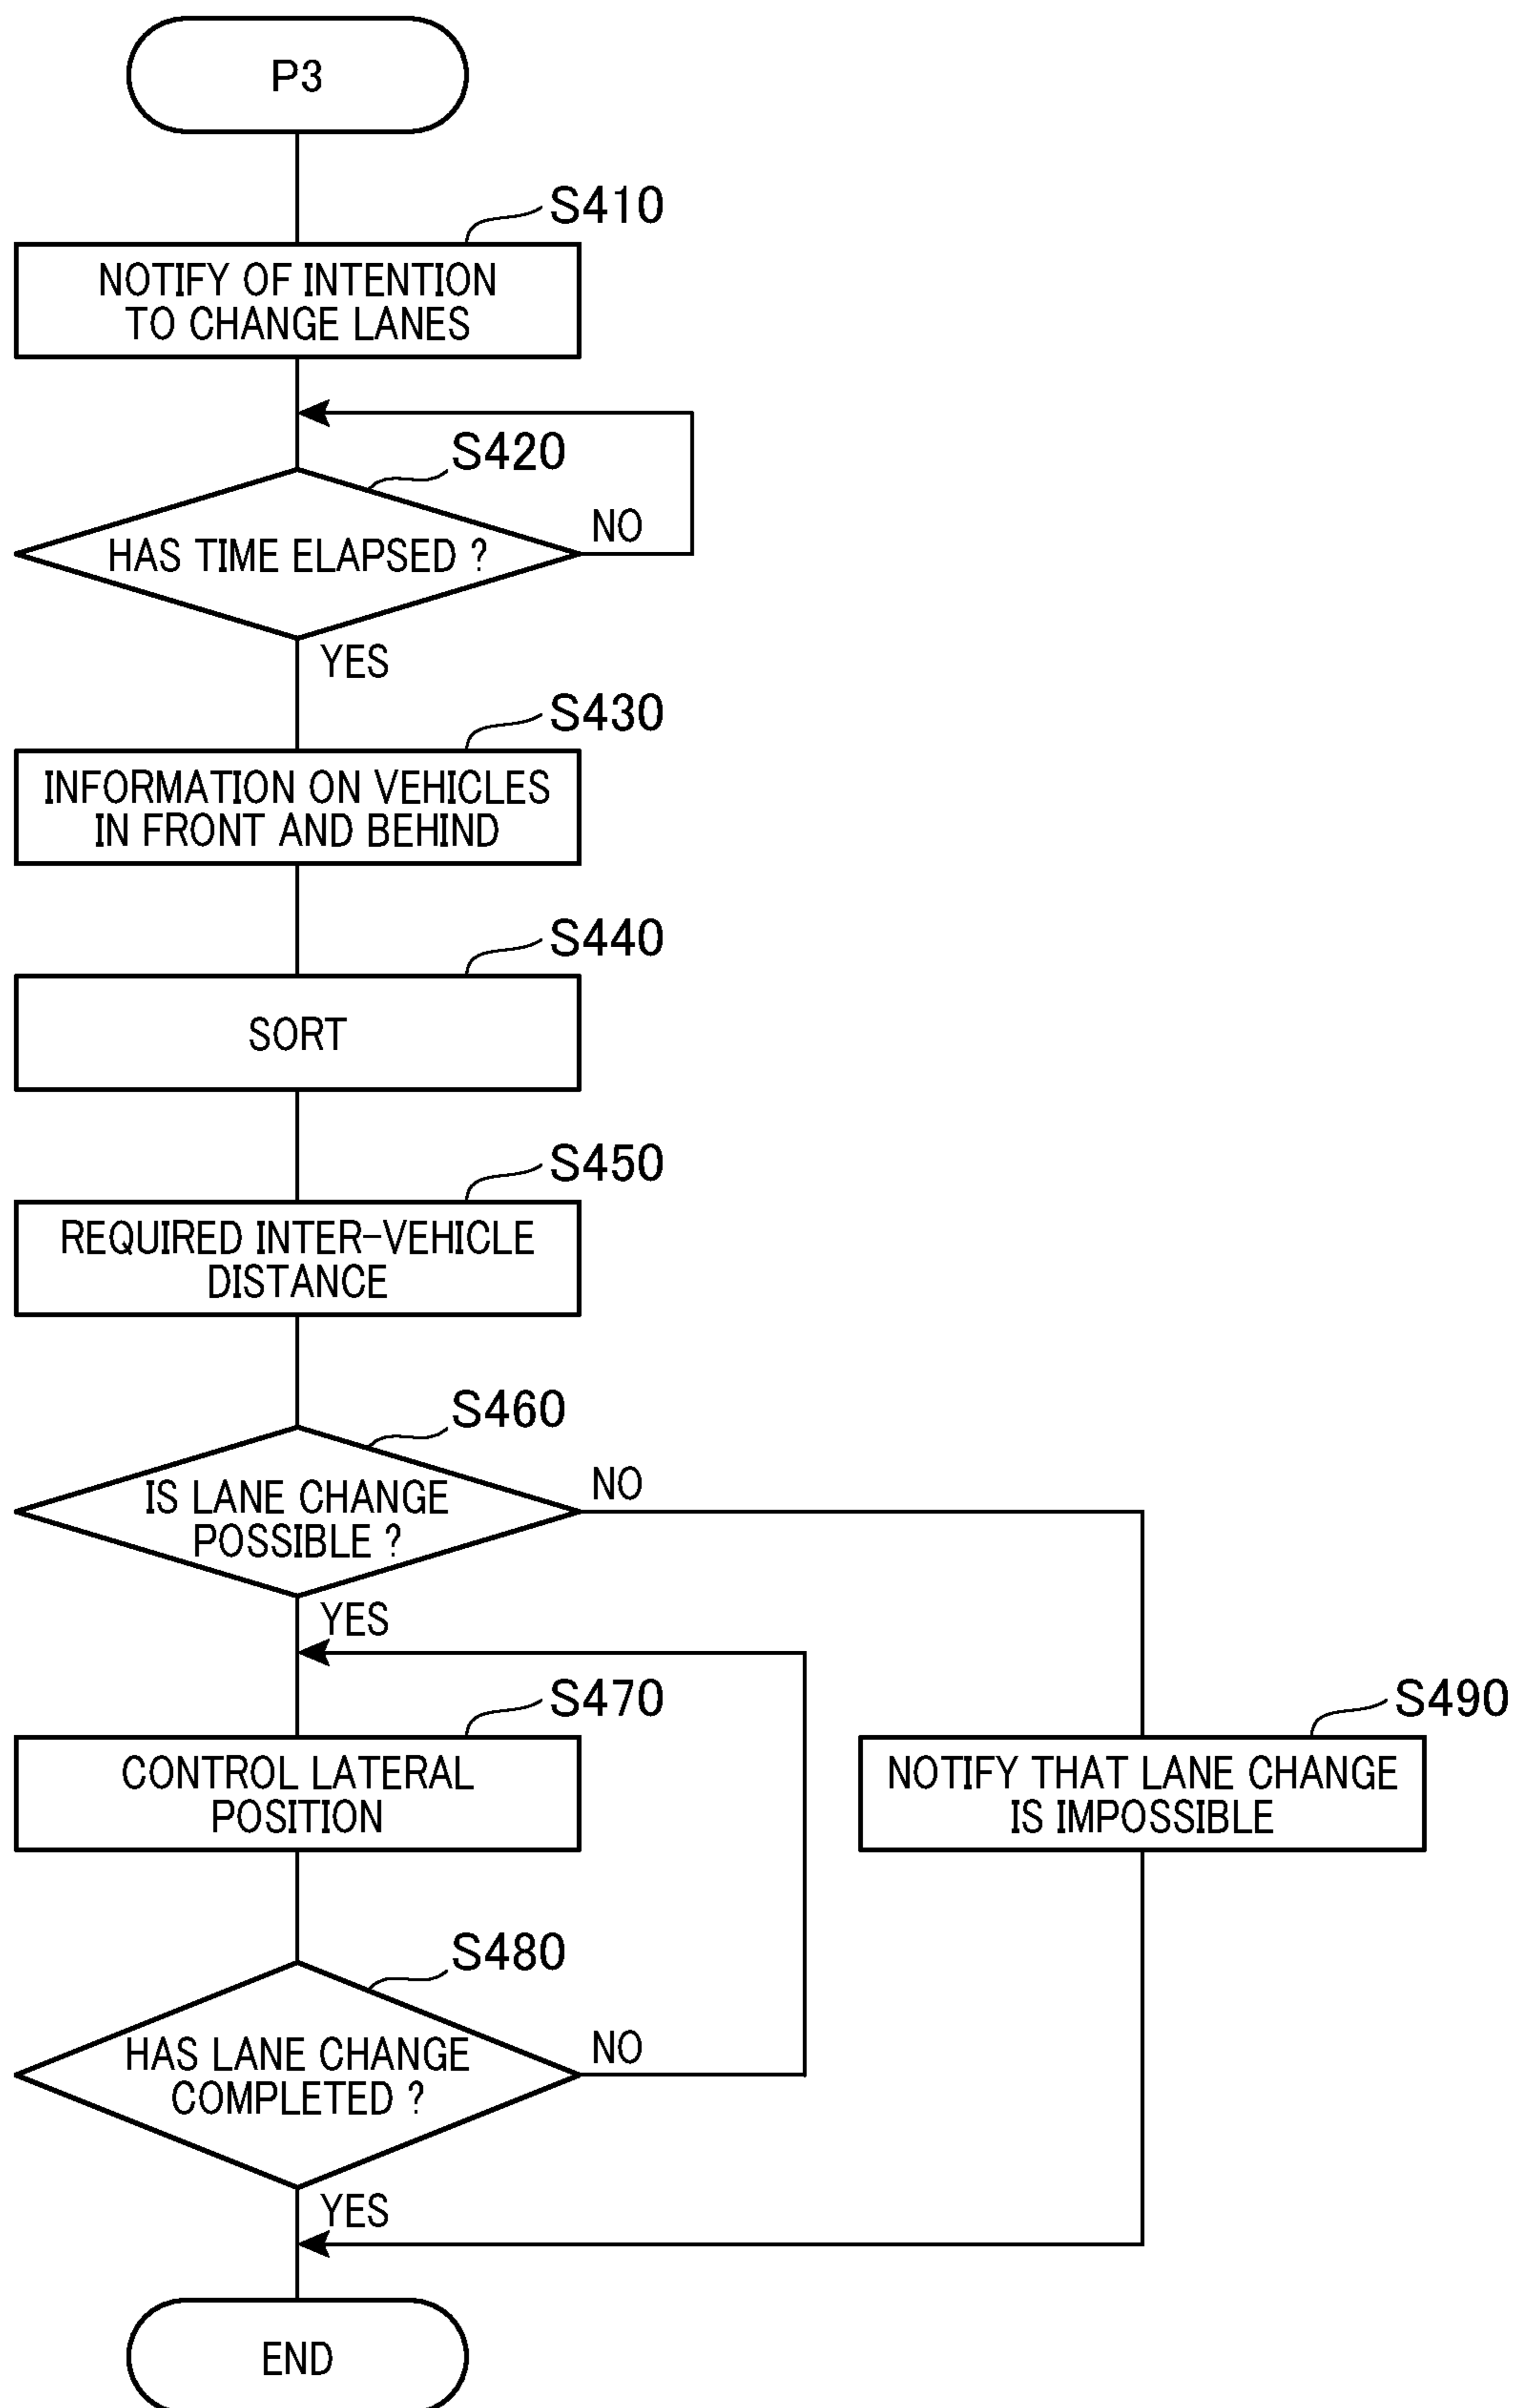 P3
S410
NOTIFY OF INTENTION
TO CHANGE LANES
S420
HAS TIME ELAPSED ?
NO
YES
S430
INFORMATION ON VEHICLES
IN FRONT AND BEHIND
S440
SORT
S450
REQUIRED INTER-VEHICLE
DISTANCE
S460
IS LANE CHANGE
POSSIBLE ?
NO
YES
S470
CONTROL LATERAL
POSITION
S490
NOTIFY THAT LANE CHANGE
IS IMPOSSIBLE
S480
HAS LANE CHANGE
COMPLETED ?
NO
YES
END